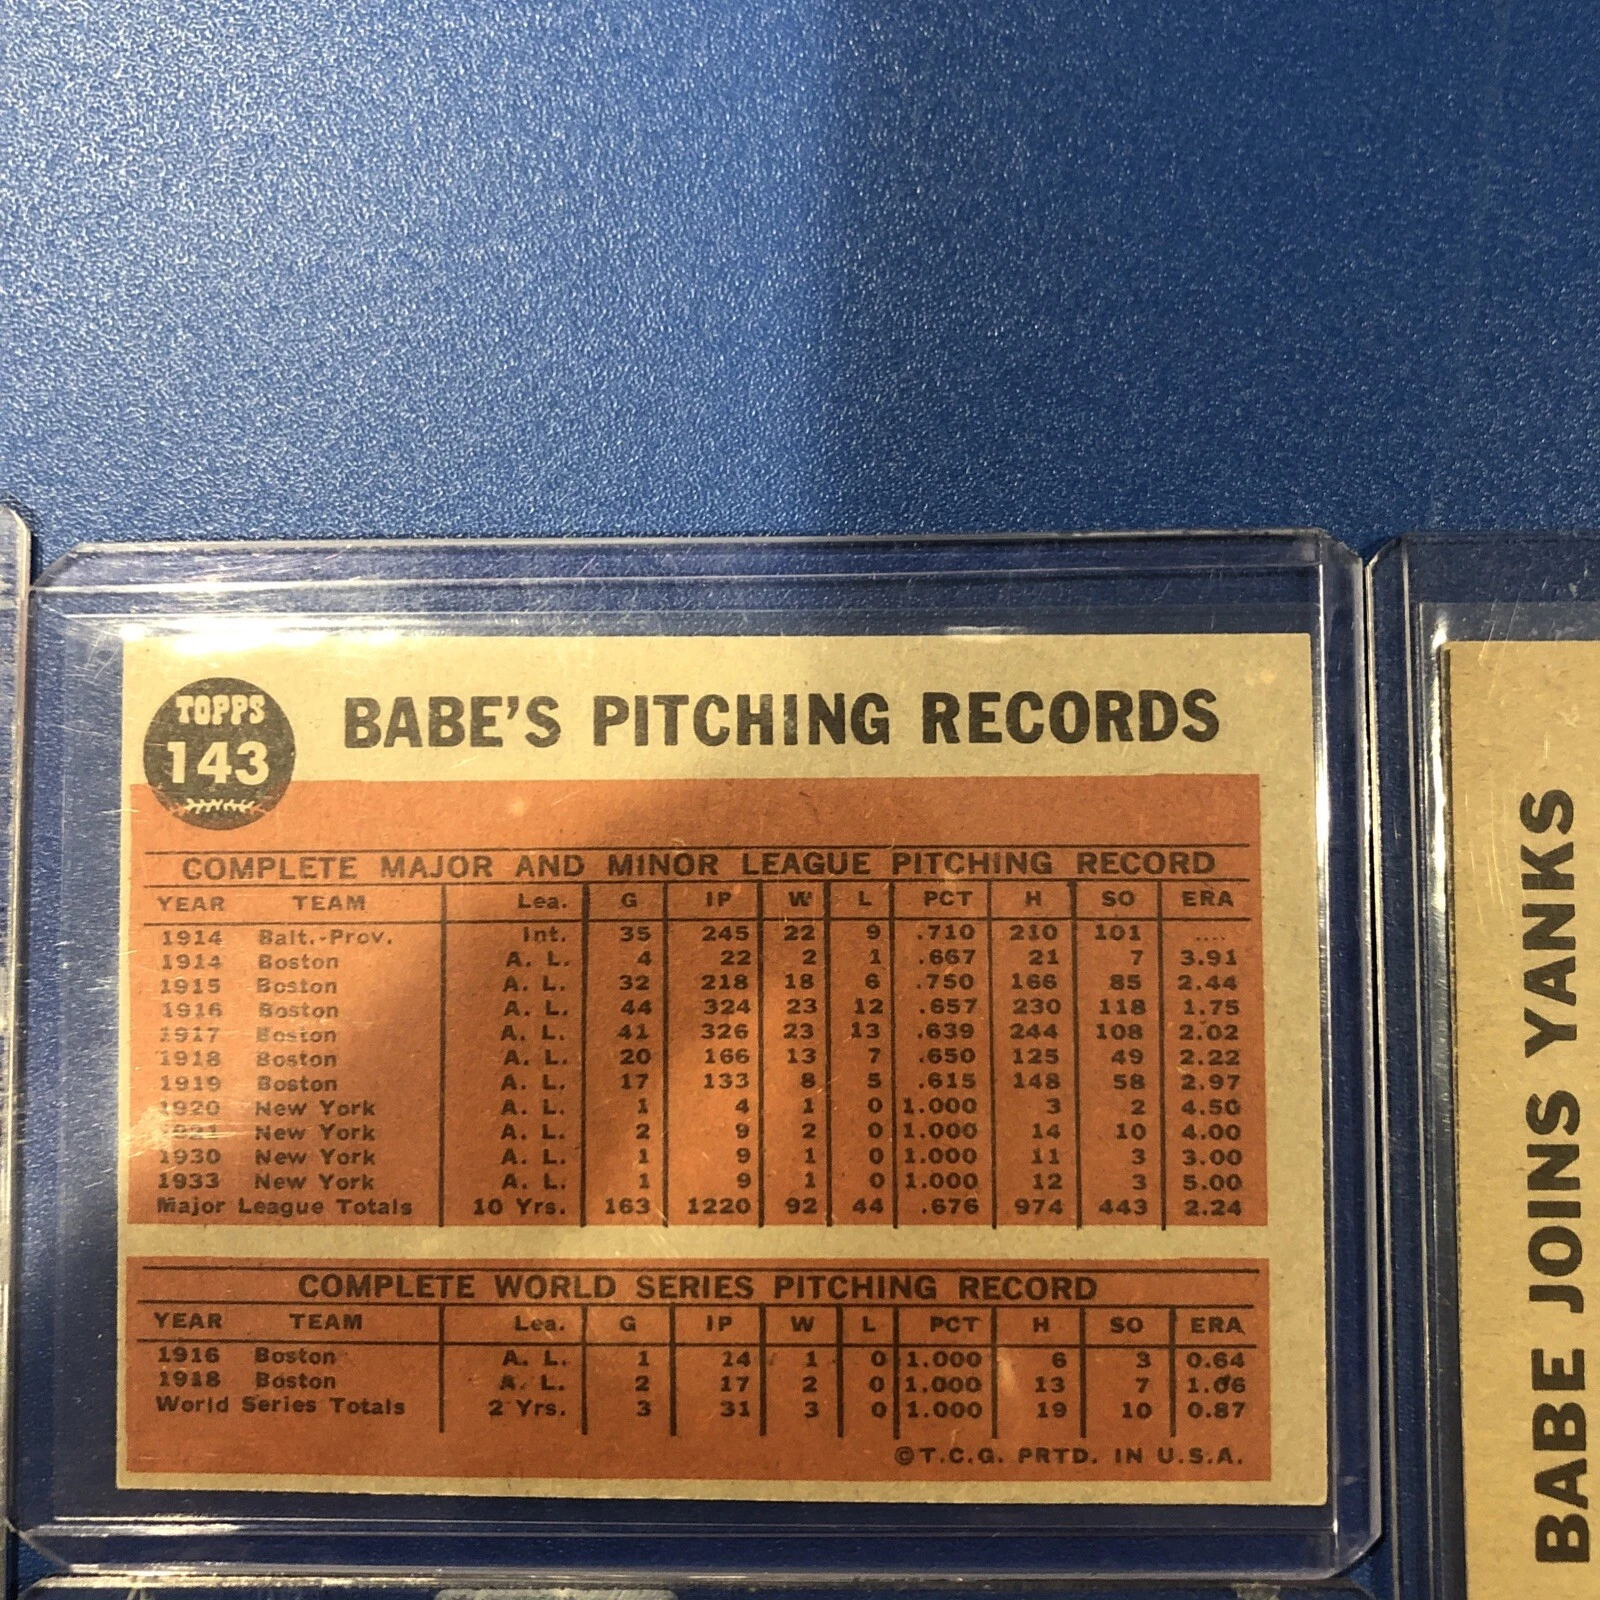 TOPPS
143
BABE'S PITCHING RECORDS
COMPLETE MAJOR AND MINOR LEAGUE PITCHING RECORD
YEAR TEAM Lea. G IP W L PCT H SO ERA
1914 Balt.-Prov. Int. 35 245 22 9 .710 210 101 ....
1914 Boston A. L. 4 22 2 1 .667 21 7 3.91
1915 Boston A. L. 32 218 18 6 .750 166 85 2.44
1916 Boston A. L. 44 324 23 12 .657 230 118 1.75
1917 Boston A. L. 41 326 23 13 .639 244 108 2.02
1918 Boston A. L. 20 166 13 7 .650 125 49 2.22
1919 Boston A. L. 17 133 8 5 .615 148 58 2.97
1920 New York A. L. 1 4 1 0 1.000 3 2 4.50
1921 New York A. L. 2 9 2 0 1.000 14 10 4.00
1930 New York A. L. 1 9 1 0 1.000 11 3 3.00
1933 New York A. L. 1 9 1 0 1.000 12 3 5.00
Major League Totals 10 Yrs. 163 1220 92 44 .676 974 443 2.24
COMPLETE WORLD SERIES PITCHING RECORD
YEAR TEAM Lea. G IP W L PCT H SO ERA
1916 Boston A. L. 1 14 1 0 1.000 6 3 0.64
1918 Boston A. L. 2 17 2 0 1.000 13 7 1.06
World Series Totals 2 Yrs. 3 31 3 0 1.000 19 10 0.87
©T.C.G. PRTD. IN U.S.A.
BABE JOINS YANKS